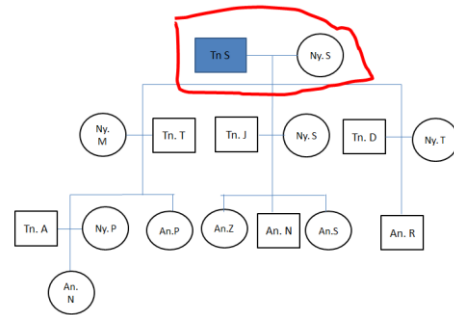 Tn S
Ny. S
Ny.
M
Tn. T
Tn. J
Ny. S
Tn. D
Ny. T
Tn. A
Ny. P
An.P
An.Z
An. N
An.S
An. R
An.
N